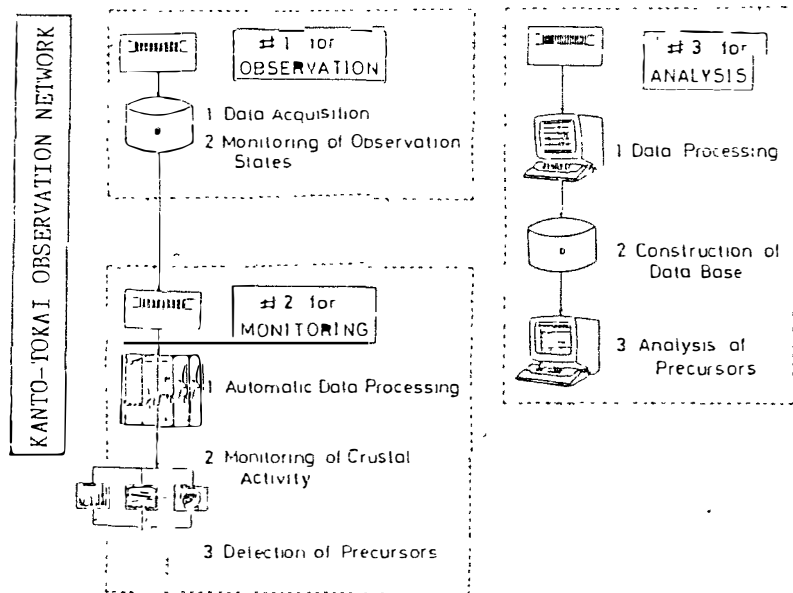 KANTO-TOKAI OBSERVATION NETWORK
#1 for
OBSERVATION
1 Data Acquisition
2 Monitoring of Observation
States
#2 for
MONITORING
1 Automatic Data Processing
2 Monitoring of Crustal
Activity
3 Detection of Precursors
#3 for
ANALYSIS
1 Data Processing
2 Construction of
Data Base
3 Analysis of
Precursors